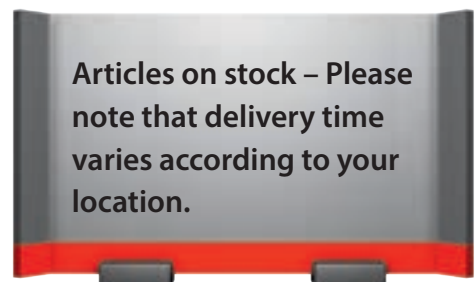 Articles on stock – Please
note that delivery time
varies according to your
location.